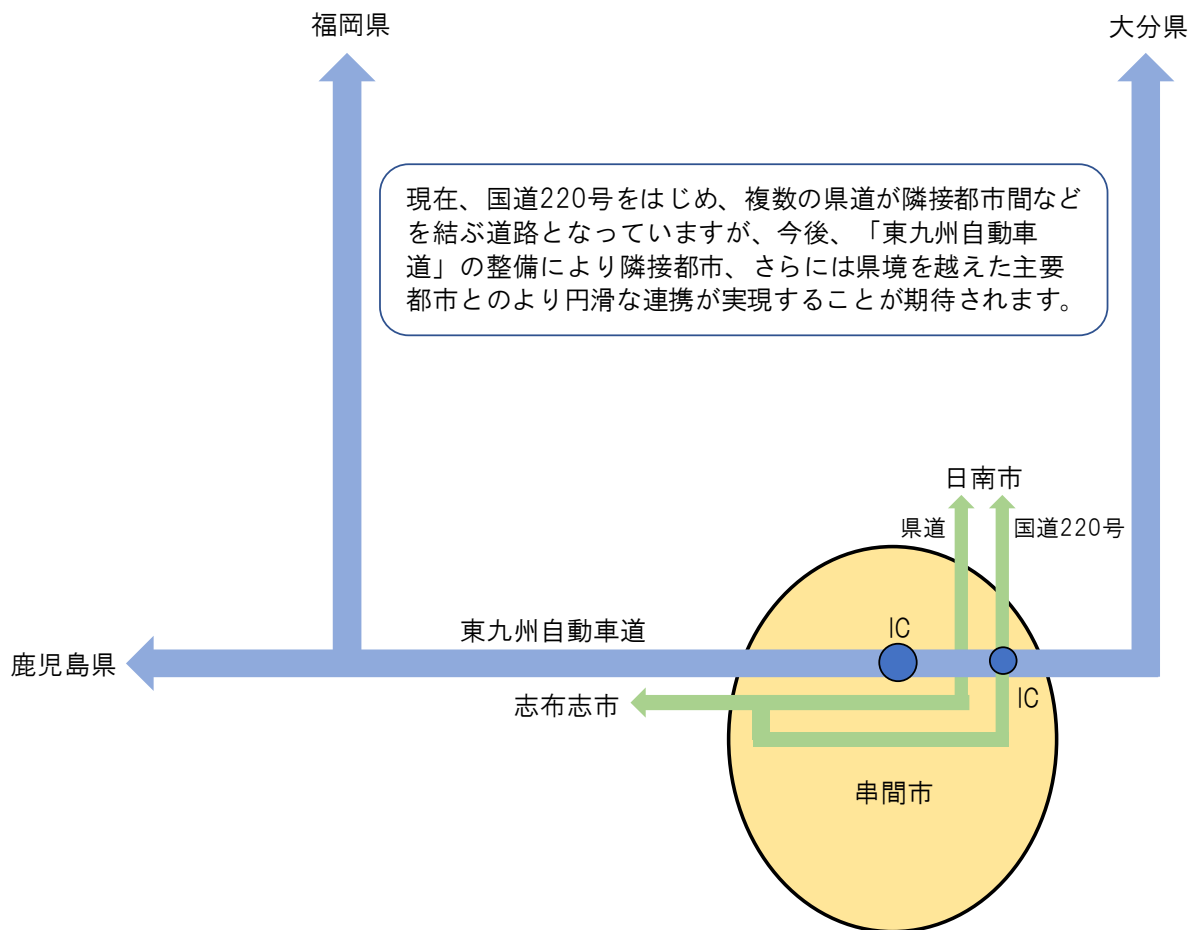 福岡県
大分県
現在、国道220号をはじめ、複数の県道が隣接都市間など
を結ぶ道路となっていますが、今後、「東九州自動車
道」の整備により隣接都市、さらには県境を越えた主要
都市とのより円滑な連携が実現することが期待されます。
日南市
県道
国道220号
東九州自動車道
IC
鹿児島県
志布志市
IC
串間市